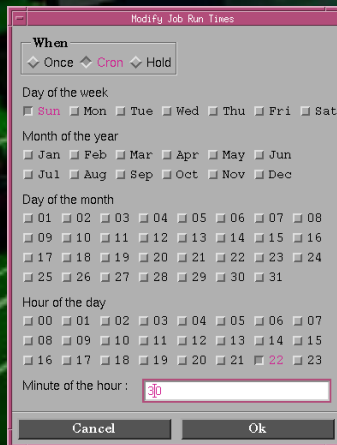 Modify Job Run Times
When
Once Cron Hold
Day of the week
Sun Mon Tue Wed Thu Fri Sat
Month of the year
Jan Feb Mar Apr May Jun
Jul Aug Sep Oct Nov Dec
Day of the month
01 02 03 04 05 06 07 08
09 10 11 12 13 14 15 16
17 18 19 20 21 22 23 24
25 26 27 28 29 30 31
Hour of the day
00 01 02 03 04 05 06 07
08 09 10 11 12 13 14 15
16 17 18 19 20 21 22 23
Minute of the hour : 30
Cancel Ok